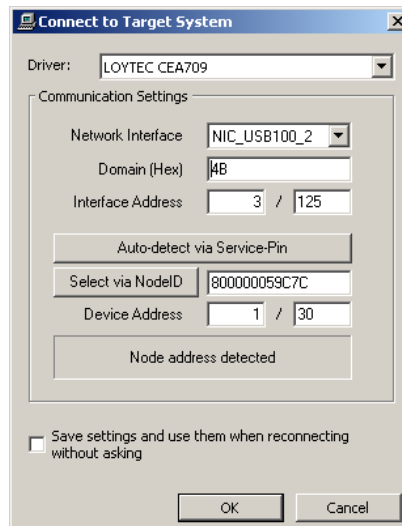 Connect to Target System
Driver: LOYTEC CEA709
Communication Settings
Network Interface NIC_USB100_2
Domain (Hex) 4B
Interface Address 3 / 125
Auto-detect via Service-Pin
Select via NodeID 800000059C7C
Device Address 1 / 30
Node address detected
Save settings and use them when reconnecting
without asking
OK Cancel